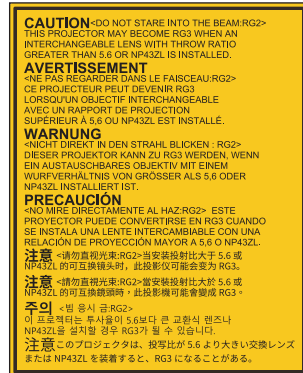 CAUTION<DO NOT STARE INTO THE BEAM:RG2>
THIS PROJECTOR MAY BECOME RG3 WHEN AN
INTERCHANGEABLE LENS WITH THROW RATIO
GREATER THAN 5.6 OR NP43ZL IS INSTALLED.
AVERTISSEMENT
<NE PAS REGARDER DANS LE FAISCEAU:RG2>
CE PROJECTEUR PEUT DEVENIR RG3
LORSQU'UN OBJECTIF INTERCHANGEABLE
AVEC UN RAPPORT DE PROJECTION
SUPÉRIEUR À 5,6 OU NP43ZL EST INSTALLÉ.
WARNUNG
<NICHT DIREKT IN DEN STRAHL BLICKEN : RG2>
DIESER PROJEKTOR KANN ZU RG3 WERDEN, WENN
EIN AUSTAUSCHBARES OBJEKTIV MIT EINEM
WURFVERHÄLTNIS VON GRÖSSER ALS 5,6 ODER
NP43ZL INSTALLIERT IST.
PRECAUCIÓN
<NO MIRE DIRECTAMENTE AL HAZ:RG2> ESTE
PROYECTOR PUEDE CONVERTIRSE EN RG3 CUANDO
SE INSTALA UNA LENTE INTERCAMBIABLE CON UNA
RELACIÓN DE PROYECCIÓN MAYOR A 5,6 O NP43ZL.
注意 <请勿直视光束:RG2>当安装投射比大于 5.6 或
NP43ZL 的可互换镜头时，此投影仪可能会变为 RG3。
注意 <請勿直視光束:RG2>當安裝投射比大於 5.6 或
NP43ZL 的可互換鏡頭時，此投影機可能會變成 RG3。
주의 <빔 응시 금:RG2>
이 프로젝터는 투사율이 5.6보다 큰 교환식 렌즈나
NP43ZL을 설치할 경우 RG3가 될 수 있습니다.
注意このプロジェクタは、投写比が 5.6 より大きい交換レンズ
または NP43ZL を装着すると、RG3 になることがある。